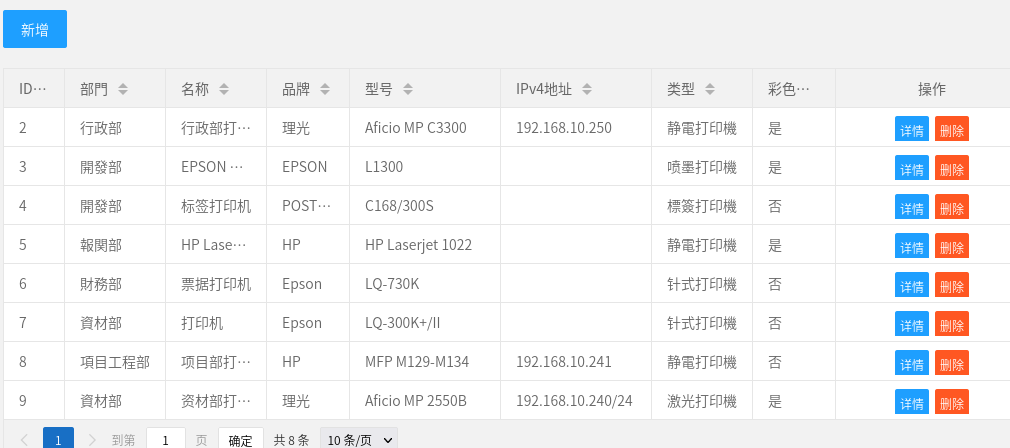 新增
ID… 部門 名称 品牌 型号 IPv4地址 类型 彩色… 操作
2 行政部 行政部打… 理光 Aficio MP C3300 192.168.10.250 静電打印機 是 详情 删除
3 開發部 EPSON … EPSON L1300 喷墨打印機 是 详情 删除
4 開發部 标签打印机 POST… C168/300S 標簽打印機 否 详情 删除
5 報関部 HP Lase… HP HP Laserjet 1022 静電打印機 是 详情 删除
6 財務部 票据打印机 Epson LQ-730K 针式打印機 否 详情 删除
7 資材部 打印机 Epson LQ-300K+/II 针式打印機 否 详情 删除
8 項目工程部 项目部打… HP MFP M129-M134 192.168.10.241 静電打印機 否 详情 删除
9 資材部 资材部打… 理光 Aficio MP 2550B 192.168.10.240/24 激光打印機 是 详情 删除
1 到第 1 页 确定 共 8 条 10 条/页